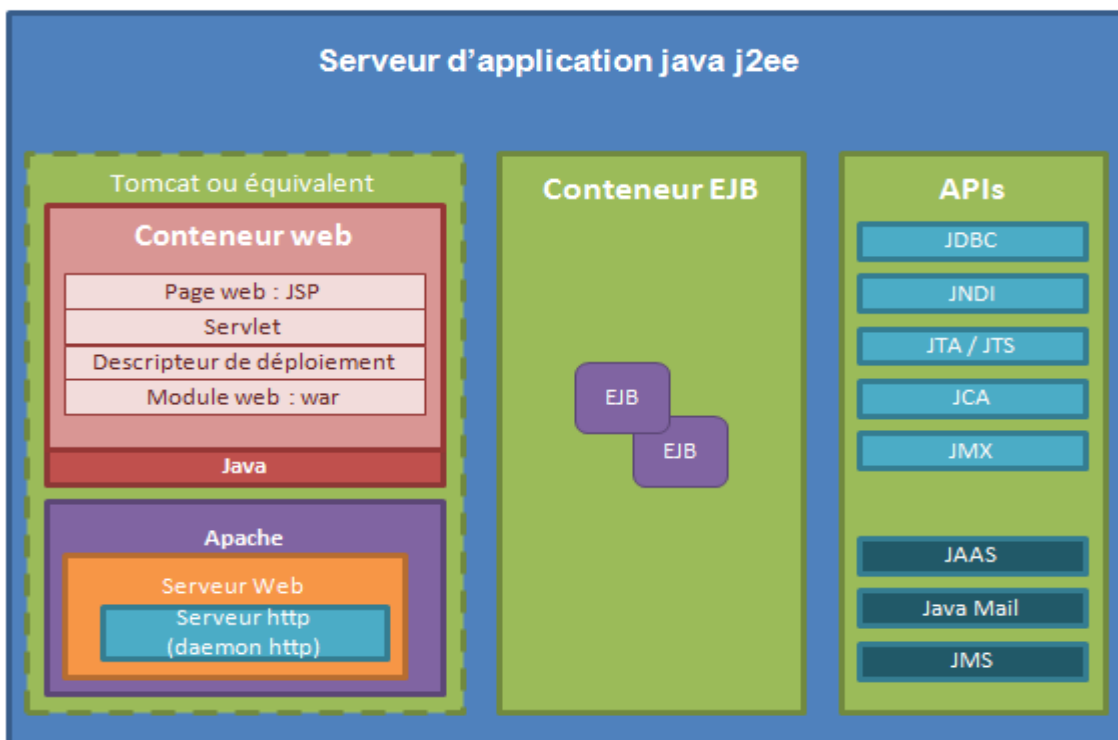 Serveur d'application java j2ee
Tomcat ou équivalent
Conteneur web
Page web : JSP
Servlet
Descripteur de déploiement
Module web : war
Java
Apache
Serveur Web
Serveur http
(daemon http)
Conteneur EJB
EJB
EJB
APIs
JDBC
JNDI
JTA / JTS
JCA
JMX
JAAS
Java Mail
JMS